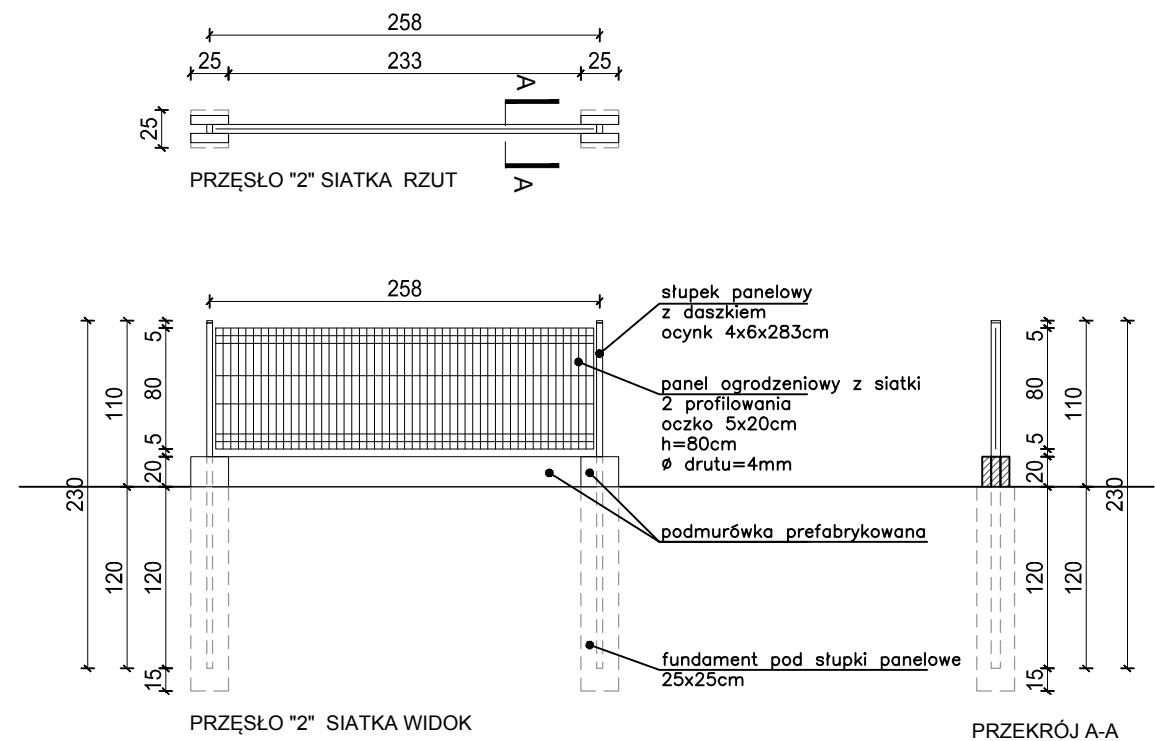 258
25 233 25
A
25
A
PRZĘSŁO "2" SIATKA RZUT
258
słupek panelowy
z daszkiem
ocynk 4x6x283cm
panel ogrodzeniowy z siatki
2 profilowania
oczko 5x20cm
h=80cm
ø drutu=4mm
5
80
110
5
20
230
120
120
15
podmurówka prefabrykowana
fundament pod słupki panelowe
25x25cm
5
80
110
5
20
230
120
120
15
PRZĘSŁO "2" SIATKA WIDOK
PRZEKRÓJ A-A